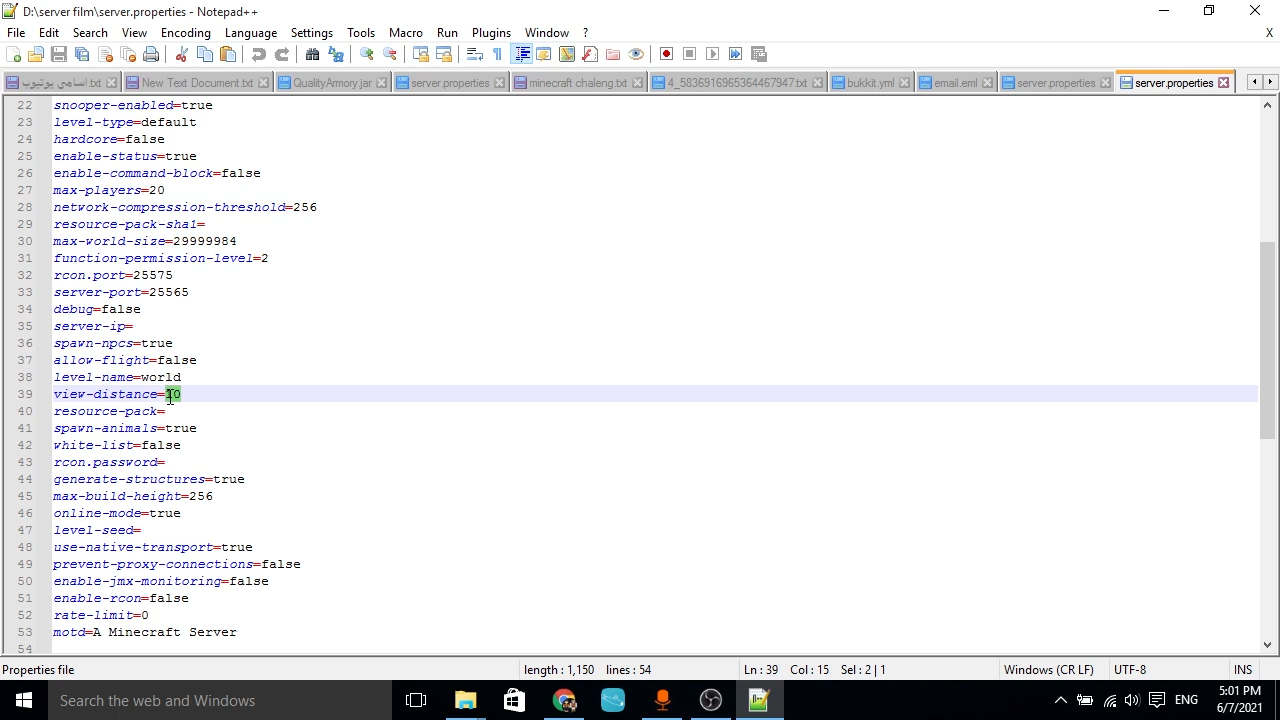 D:\server film\server.properties - Notepad++
File Edit Search View Encoding Language Settings Tools Macro Run Plugins Window ? X
اسامی یوتیوب.txt New Text Document.txt QualityArmory.jar server.properties minecraft chaleng.txt 4_5836916965364467947.txt bukkit.yml email.eml server.properties server.properties
22 snooper-enabled=true
23 level-type=default
24 hardcore=false
25 enable-status=true
26 enable-command-block=false
27 max-players=20
28 network-compression-threshold=256
29 resource-pack-sha1=
30 max-world-size=29999984
31 function-permission-level=2
32 rcon.port=25575
33 server-port=25565
34 debug=false
35 server-ip=
36 spawn-npcs=true
37 allow-flight=false
38 level-name=world
39 view-distance=10
40 resource-pack=
41 spawn-animals=true
42 white-list=false
43 rcon.password=
44 generate-structures=true
45 max-build-height=256
46 online-mode=true
47 level-seed=
48 use-native-transport=true
49 prevent-proxy-connections=false
50 enable-jmx-monitoring=false
51 enable-rcon=false
52 rate-limit=0
53 motd=A Minecraft Server
54
Properties file length : 1,150 lines : 54 Ln : 39 Col : 15 Sel : 2 | 1 Windows (CR LF) UTF-8 INS
Search the web and Windows ENG 5:01 PM
6/7/2021